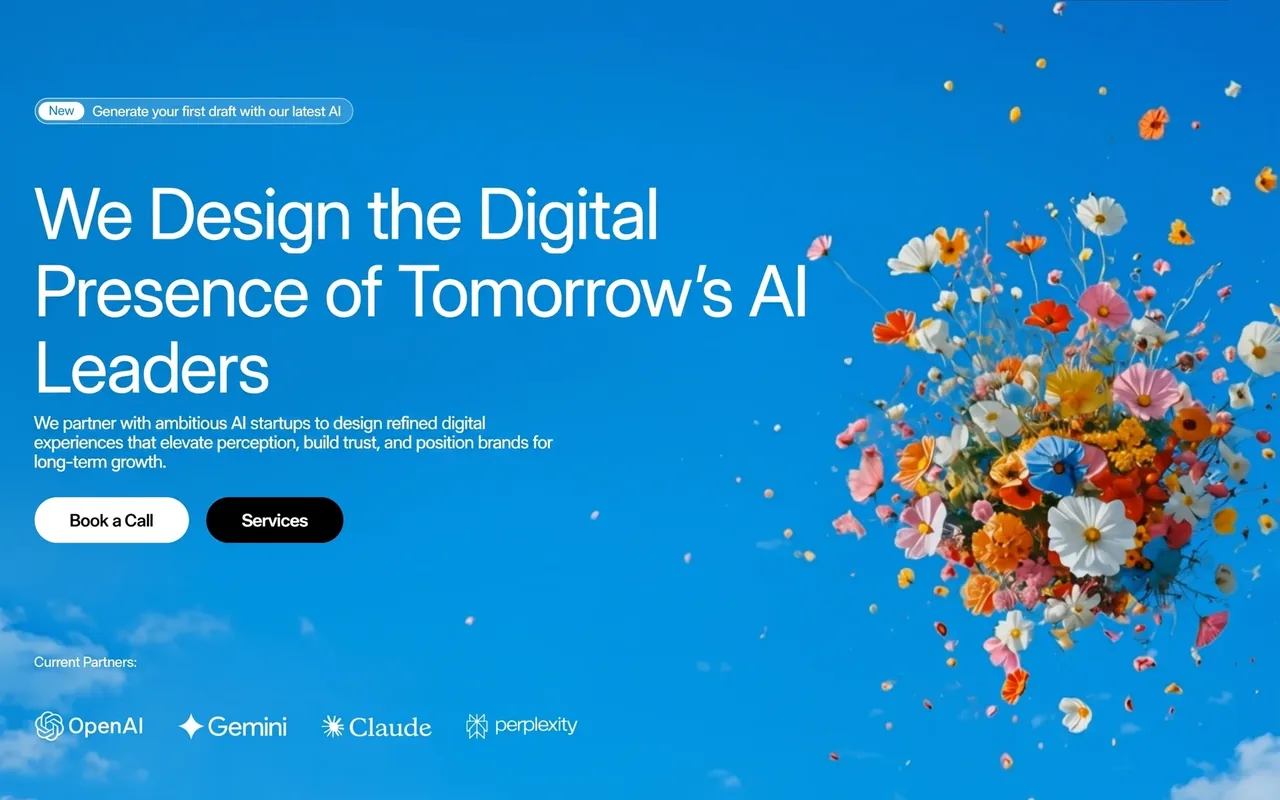 New Generate your first draft with our latest AI
We Design the Digital
Presence of Tomorrow’s AI
Leaders
We partner with ambitious AI startups to design refined digital
experiences that elevate perception, build trust, and position brands for
long-term growth.
Book a Call Services
Current Partners:
OpenAI Gemini Claude perplexity